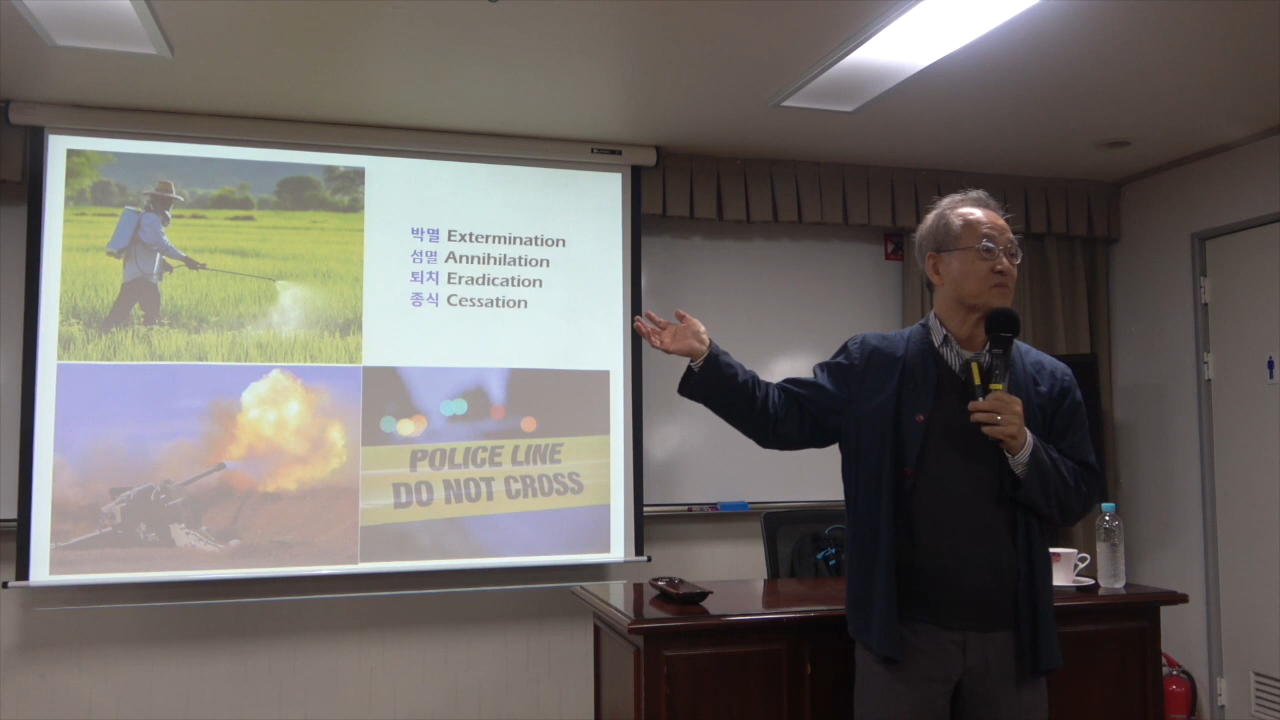 박멸 Extermination
섬멸 Annihilation
퇴치 Eradication
종식 Cessation
POLICE LINE
DO NOT CROSS